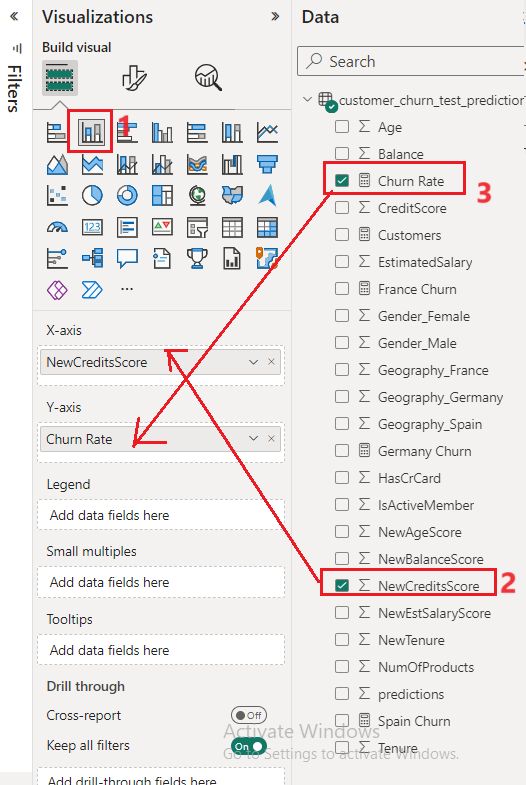 Visualizations
Build visual
Filters
1
X-axis
NewCreditsScore
Y-axis
Churn Rate
Legend
Add data fields here
Small multiples
Add data fields here
Tooltips
Add data fields here
Drill through
Cross-report
Off
Keep all filters
On
Add drill-through fields here
Data
Search
customer_churn_test_prediction
Age
Balance
Churn Rate
3
CreditScore
Customers
EstimatedSalary
France Churn
Gender_Female
Gender_Male
Geography_France
Geography_Germany
Geography_Spain
Germany Churn
HasCrCard
IsActiveMember
NewAgeScore
NewBalanceScore
NewCreditsScore
2
NewEstSalaryScore
NewTenure
NumOfProducts
predictions
Spain Churn
Tenure
Activate Windows
Go to Settings to activate Windows.